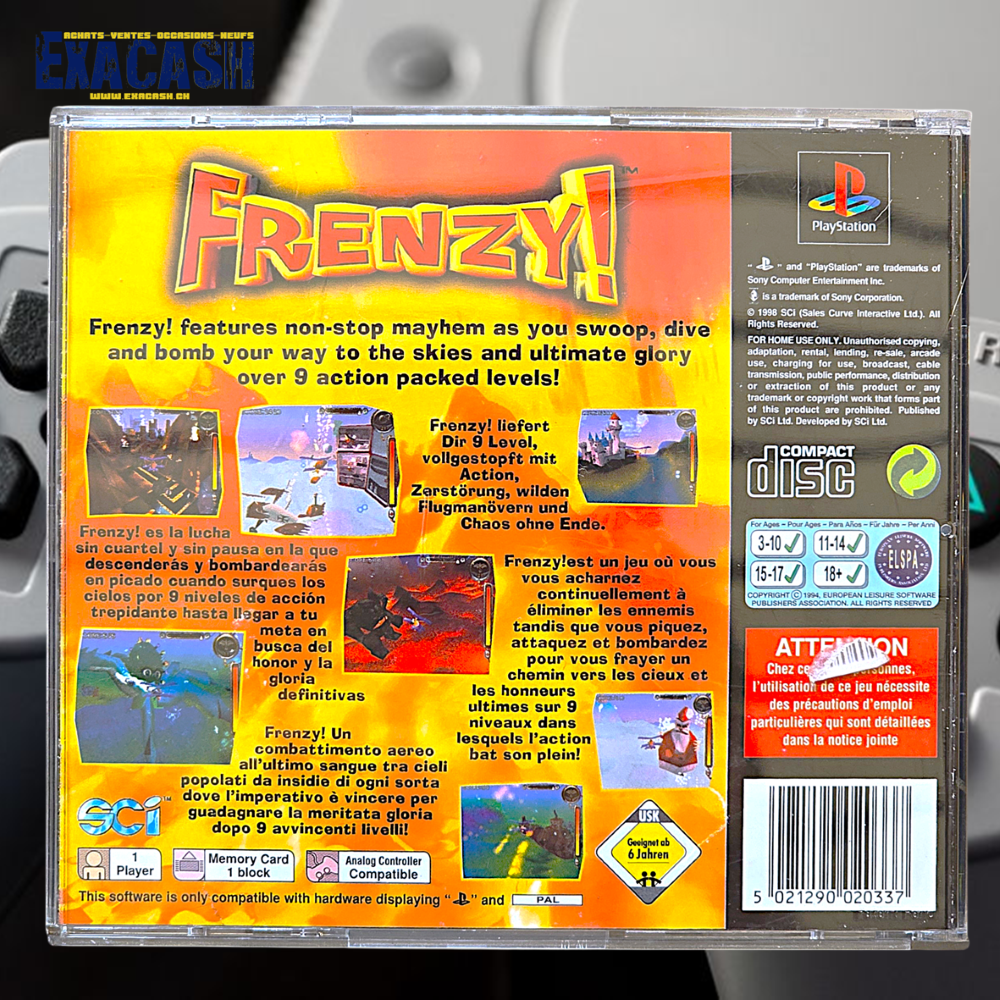 ACHATS-VENTES-OCCASIONS-NEUFS
EXACASH
WWW.EXACASH.CH
FRENZY!™
Frenzy! features non-stop mayhem as you swoop, dive
and bomb your way to the skies and ultimate glory
over 9 action packed levels!
Frenzy! liefert
Dir 9 Level,
vollgestopft mit
Action,
Zerstörung, wilden
Flugmanövern und
Chaos ohne Ende.
Frenzy! es la lucha
sin cuartel y sin pausa en la que
descenderás y bombardearás
en picado cuando surques los
cielos por 9 niveles de acción
trepidante hasta llegar a tu
meta en
busca del
honor y la
gloria
definitivas
Frenzy!est un jeu où vous
vous acharnez
continuellement à
éliminer les ennemis
tandis que vous piquez,
attaquez et bombardez
pour vous frayer un
chemin vers les cieux et
les honneurs
ultimes sur 9
niveaux dans
lesquels l'action
bat son plein!
Frenzy! Un
combattimento aereo
all'ultimo sangue tra cieli
popolati da insidie di ogni sorta
dove l'imperativo è vincere per
guadagnare la meritata gloria
dopo 9 avvincenti livelli!
SCi™
1
Player
Memory Card
1 block
Analog Controller
Compatible
USK
Geeignet ab
6 Jahren
This software is only compatible with hardware displaying " " and PAL
PlayStation
" " and "PlayStation" are trademarks of
Sony Computer Entertainment Inc.
is a trademark of Sony Corporation.
© 1998 SCi (Sales Curve Interactive Ltd.). All
Rights Reserved.
FOR HOME USE ONLY. Unauthorised copying,
adaptation, rental, lending, re-sale, arcade
use, charging for use, broadcast, cable
transmission, public performance, distribution
or extraction of this product or any
trademark or copyright work that forms part
of this product are prohibited. Published
by SCi Ltd. Developed by SCi Ltd.
COMPACT
disc
For Ages – Pour Ages – Para Años – Für Jahre – Per Anni
3-10 11-14
15-17 18+
ELSPA
COPYRIGHT © 1994, EUROPEAN LEISURE SOFTWARE
PUBLISHERS ASSOCIATION. ALL RIGHTS RESERVED
Chez
l'utilisation de ce jeu nécessite
des précautions d'emploi
particulières qui sont détaillées
dans la notice jointe
5 021290 020337